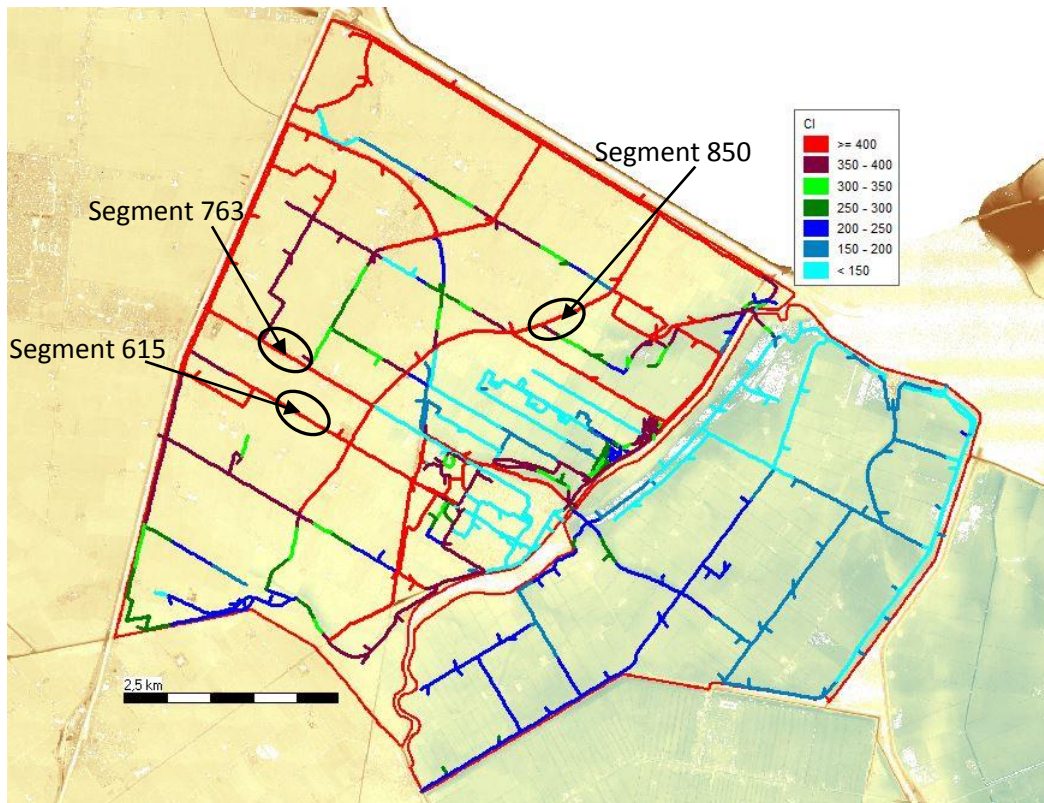 Segment 850
Segment 763
Segment 615
Cl
>= 400
350 - 400
300 - 350
250 - 300
200 - 250
150 - 200
< 150
2,5 km